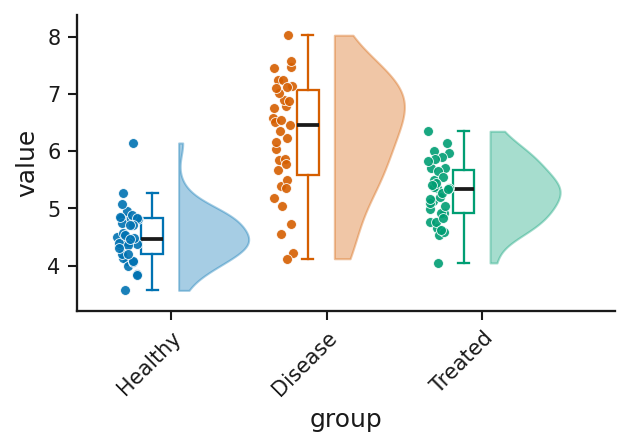 8
7
6
5
4
value
Healthy
Disease
Treated
group